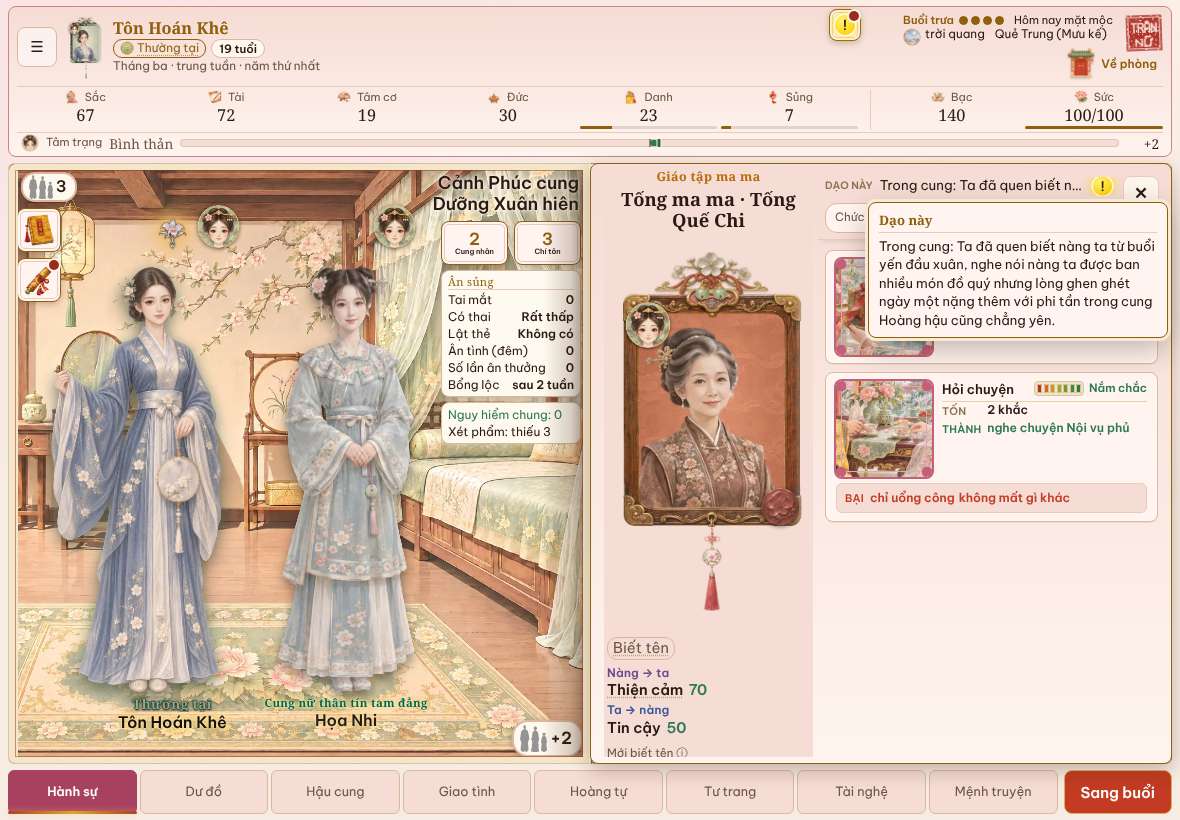 ☰
Tôn Hoán Khê
Thường tại
19 tuổi
Tháng ba · trung tuần · năm thứ nhất
!
Buổi trưa
Hôm nay mặt mộc
trời quang
Quẻ Trung (Mưu kế)
TRÂM
NỮ
Về phòng
Sắc
67
Tài
72
Tâm cơ
19
Đức
30
Danh
23
Sủng
7
Bạc
140
Sức
100/100
Tâm trạng
Bình thản
+2
3
Cảnh Phúc cung
Dưỡng Xuân hiên
2
Cung nhân
3
Chi tồn
Ân sủng
Tai mắt 0
Có thai Rất thấp
Lật thẻ Không có
Ân tình (đêm) 0
Số lần ân thưởng 0
Bổng lộc sau 2 tuần
Nguy hiểm chung: 0
Xét phẩm: thiếu 3
Thường tại
Tôn Hoán Khê
Cung nữ thân tín tam đẳng
Họa Nhi
+2
Giáo tập ma ma
Tống ma ma · Tống
Quế Chi
Biết tên
Nàng → ta
Thiện cảm 70
Ta → nàng
Tin cậy 50
Mới biết tên ⓘ
DẠO NÀY Trong cung: Ta đã quen biết n...
!
×
Chức
Dạo này
Trong cung: Ta đã quen biết nàng ta từ buổi
yến đầu xuân, nghe nói nàng ta được ban
nhiều món đồ quý nhưng lòng ghen ghét
ngày một nặng thêm với phi tần trong cung
Hoàng hậu cũng chẳng yên.
Hỏi chuyện
Nắm chắc
TỐN 2 khắc
THÀNH nghe chuyện Nội vụ phủ
BẠI chỉ uổng công không mất gì khác
Hành sự
Dư đồ
Hậu cung
Giao tình
Hoàng tự
Tư trang
Tài nghệ
Mệnh truyện
Sang buổi